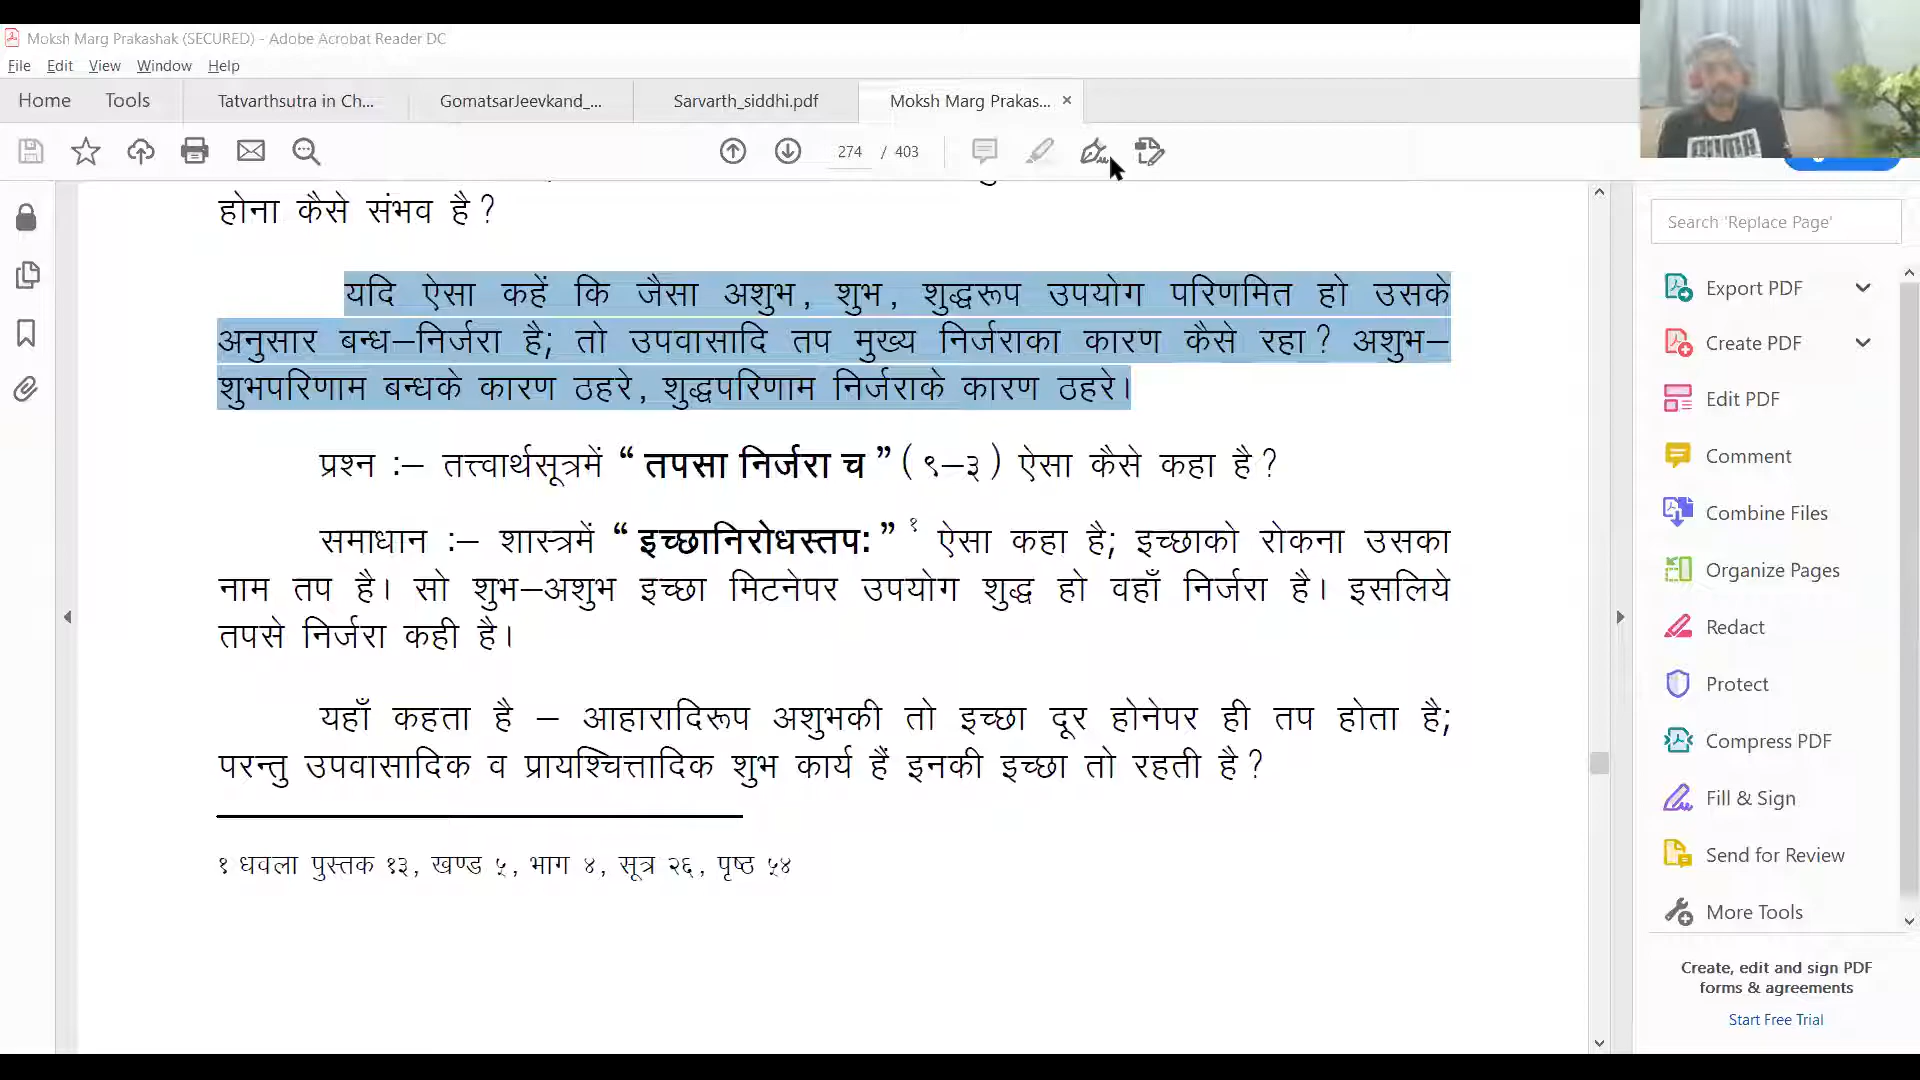 Moksh Marg Prakashak (SECURED) - Adobe Acrobat Reader DC
File Edit View Window Help
Home Tools Tatvarthsutra in Ch... GomatsarJeevkand_... Sarvarth_siddhi.pdf Moksh Marg Prakas... ×
274 / 403
होना कैसे संभव है?
यदि ऐसा कहें कि जैसा अशुभ, शुभ, शुद्धरूप उपयोग परिणमित हो उसके
अनुसार बन्ध–निर्जरा है; तो उपवासादि तप मुख्य निर्जराका कारण कैसे रहा? अशुभ–
शुभपरिणाम बन्धके कारण ठहरे, शुद्धपरिणाम निर्जराके कारण ठहरे।
प्रश्न :– तत्त्वार्थसूत्रमें “तपसा निर्जरा च” (९–३) ऐसा कैसे कहा है?
समाधान :– शास्त्रमें “इच्छानिरोधस्तपः” १ ऐसा कहा है; इच्छाको रोकना उसका
नाम तप है। सो शुभ–अशुभ इच्छा मिटनेपर उपयोग शुद्ध हो वहाँ निर्जरा है। इसलिये
तपसे निर्जरा कही है।
यहाँ कहता है – आहारादिरूप अशुभकी तो इच्छा दूर होनेपर ही तप होता है;
परन्तु उपवासादिक व प्रायश्चित्तादिक शुभ कार्य हैं इनकी इच्छा तो रहती है?
१ धवला पुस्तक १३, खण्ड ५, भाग ४, सूत्र २६, पृष्ठ ५४
Search 'Replace Page'
Export PDF
Create PDF
Edit PDF
Comment
Combine Files
Organize Pages
Redact
Protect
Compress PDF
Fill & Sign
Send for Review
More Tools
Create, edit and sign PDF
forms & agreements
Start Free Trial